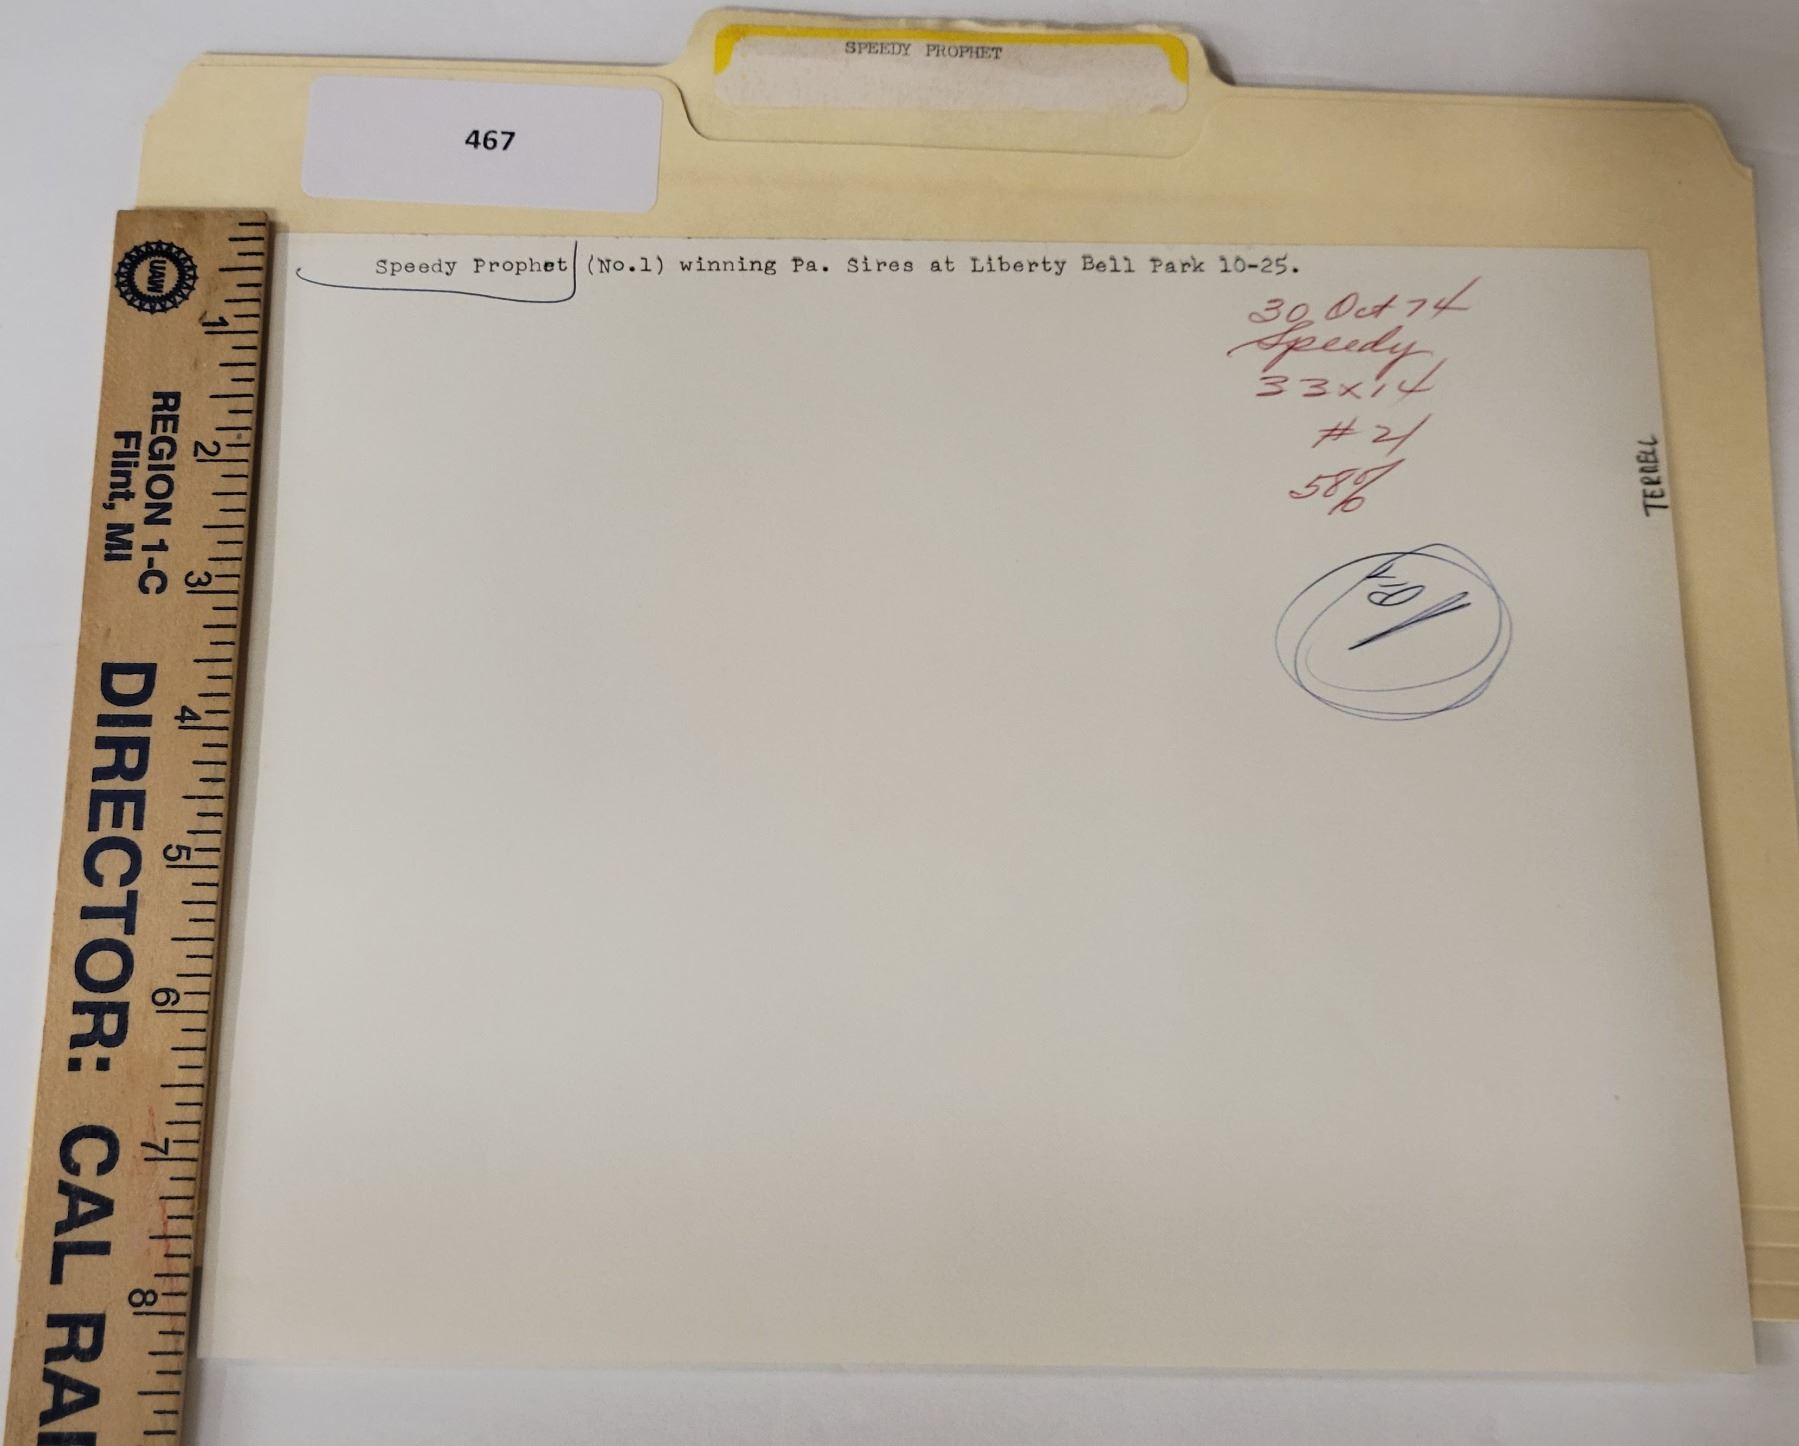 SPEEDY PROPHET
467
Speedy Prophet (No.1) winning Pa. Sires at Liberty Bell Park 10-25.
30 Oct 74
Speedy
33x14
#21
58%
TERRELL
UAW
REGION 1-C
Flint, MI
DIRECTOR: CAL RA
1
2
3
4
5
6
7
8